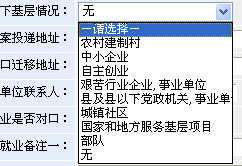 下基层情况：
无
一请选择一
案投递地址：
农村建制村
中小企业
口迁移地址：
自主创业
艰苦行业企业, 事业单位
单位联系人：
县及县以下党政机关, 事业单
城镇社区
业是否对口：
国家和地方服务基层项目
部队
就业备注一：
无